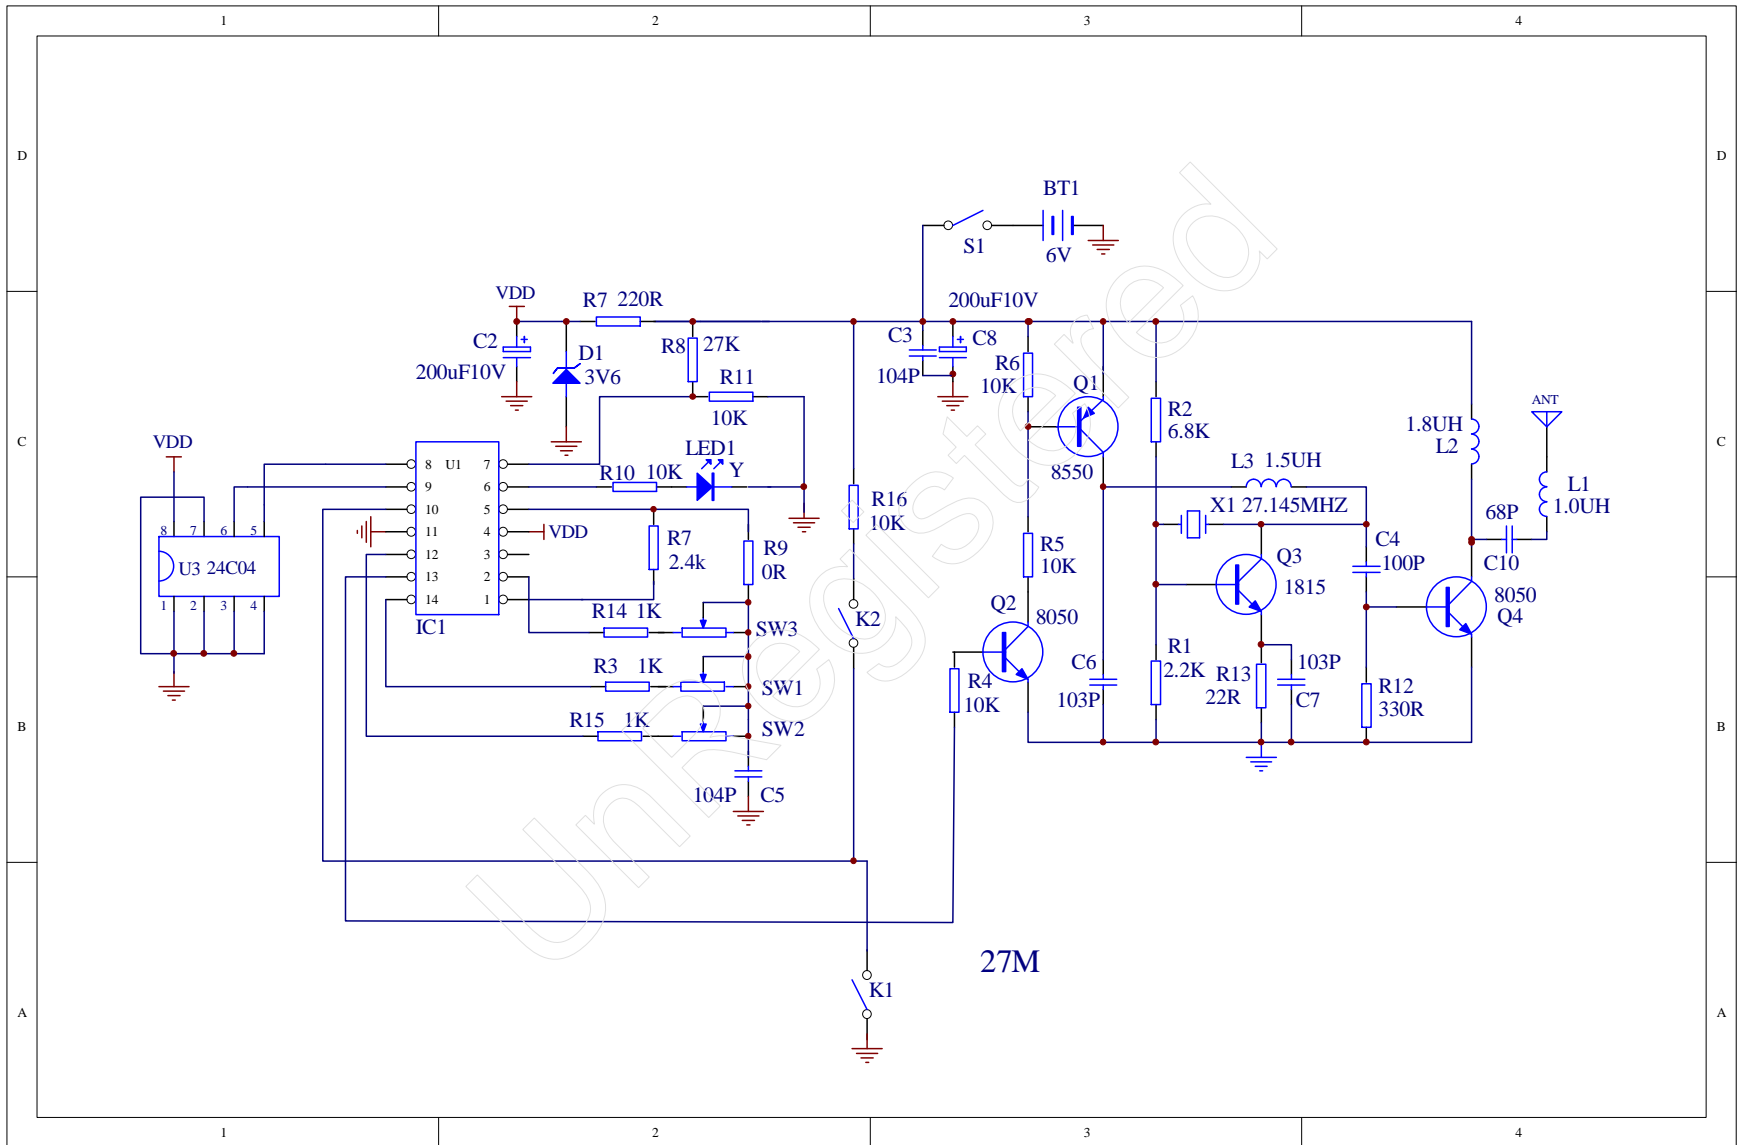 1 2 3 4
D D
BT1
S1
6V
VDD R7 220R 200uF10V
C2 + D1 R8 27K C3 + C8
200uF10V 3V6 R11 104P R6 10K Q1
10K R2 6.8K
C C
VDD LED1 ANT
8 U1 7 R10 10K Y 8550 L3 1.5UH 1.8UH L2
9 6 R16 10K X1 27.145MHZ L1 1.0UH
10 5 68P
11 4 VDD C10
8 7 6 5 12 3 R7 2.4k R9 0R R5 10K Q3 1815 C4 100P
U3 24C04 13 2
1 2 3 4 14 1 R14 1K K2 Q2 8050 8050 Q4
IC1 SW3
R3 1K SW1 R4 10K C6 103P R1 2.2K R13 22R 103P C7 R12 330R
B B
R15 1K SW2
104P C5
27M
K1
A A
1 2 3 4
UnRegistered